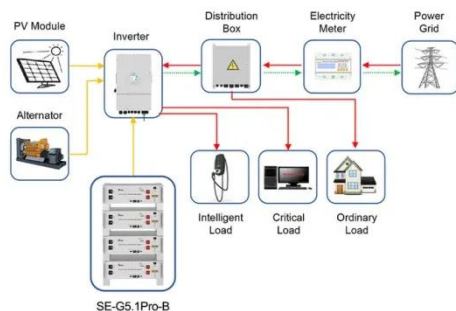 PV Module
Inverter
Distribution
Box
Electricity
Meter
Power
Grid
Alternator
Intelligent
Load
Critical
Load
Ordinary
Load
SE-G5.1Pro-B